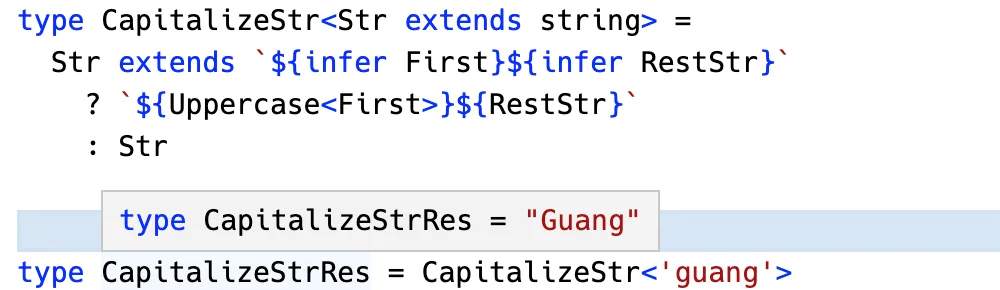 type CapitalizeStr<Str extends string> =
  Str extends `${infer First}${infer RestStr}`
    ? `${Uppercase<First>}${RestStr}`
    : Str
type CapitalizeStrRes = "Guang"
type CapitalizeStrRes = CapitalizeStr<'guang'>